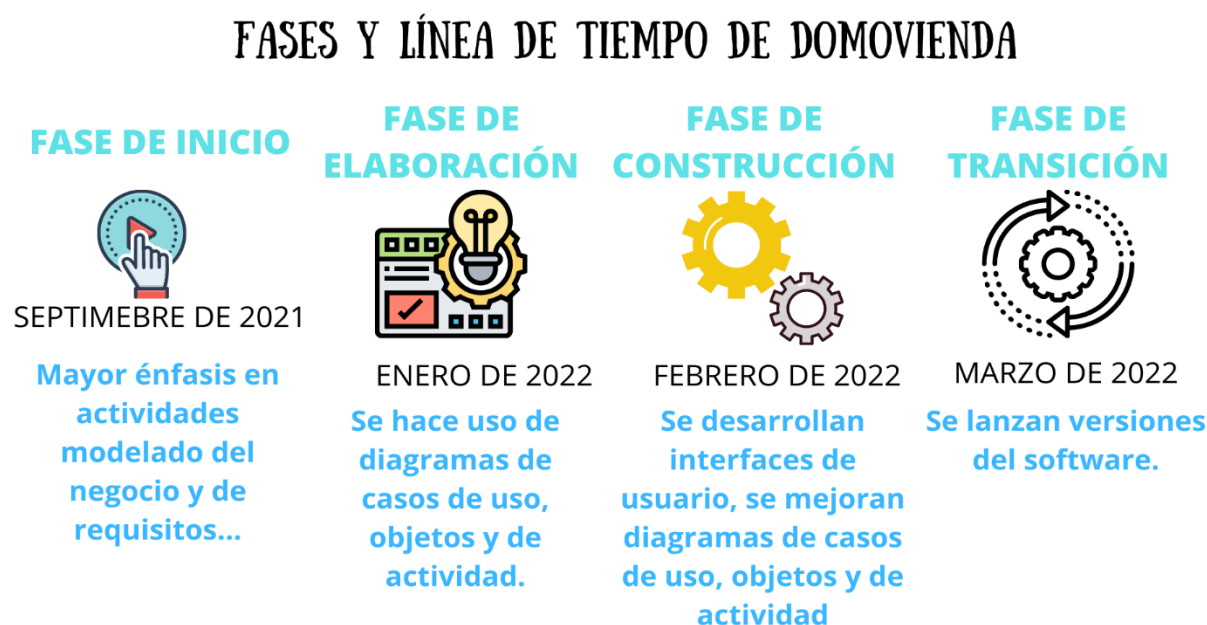 FASES Y LÍNEA DE TIEMPO DE DOMOVIENDA
FASE DE INICIO
SEPTIMEBRE DE 2021
Mayor énfasis en
actividades
modelado del
negocio y de
requisitos...
FASE DE
ELABORACIÓN
ENERO DE 2022
Se hace uso de
diagramas de
casos de uso,
objetos y de
actividad.
FASE DE
CONSTRUCCIÓN
FEBRERO DE 2022
Se desarrollan
interfaces de
usuario, se mejoran
diagramas de casos
de uso, objetos y de
actividad
FASE DE
TRANSICIÓN
MARZO DE 2022
Se lanzan versiones
del software.